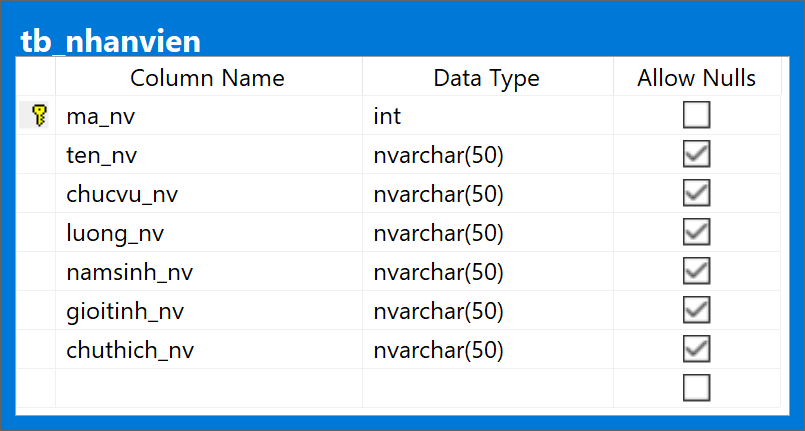 tb_nhanvien
Column Name Data Type Allow Nulls
ma_nv int
ten_nv nvarchar(50)
chucvu_nv nvarchar(50)
luong_nv nvarchar(50)
namsinh_nv nvarchar(50)
gioitinh_nv nvarchar(50)
chuthich_nv nvarchar(50)